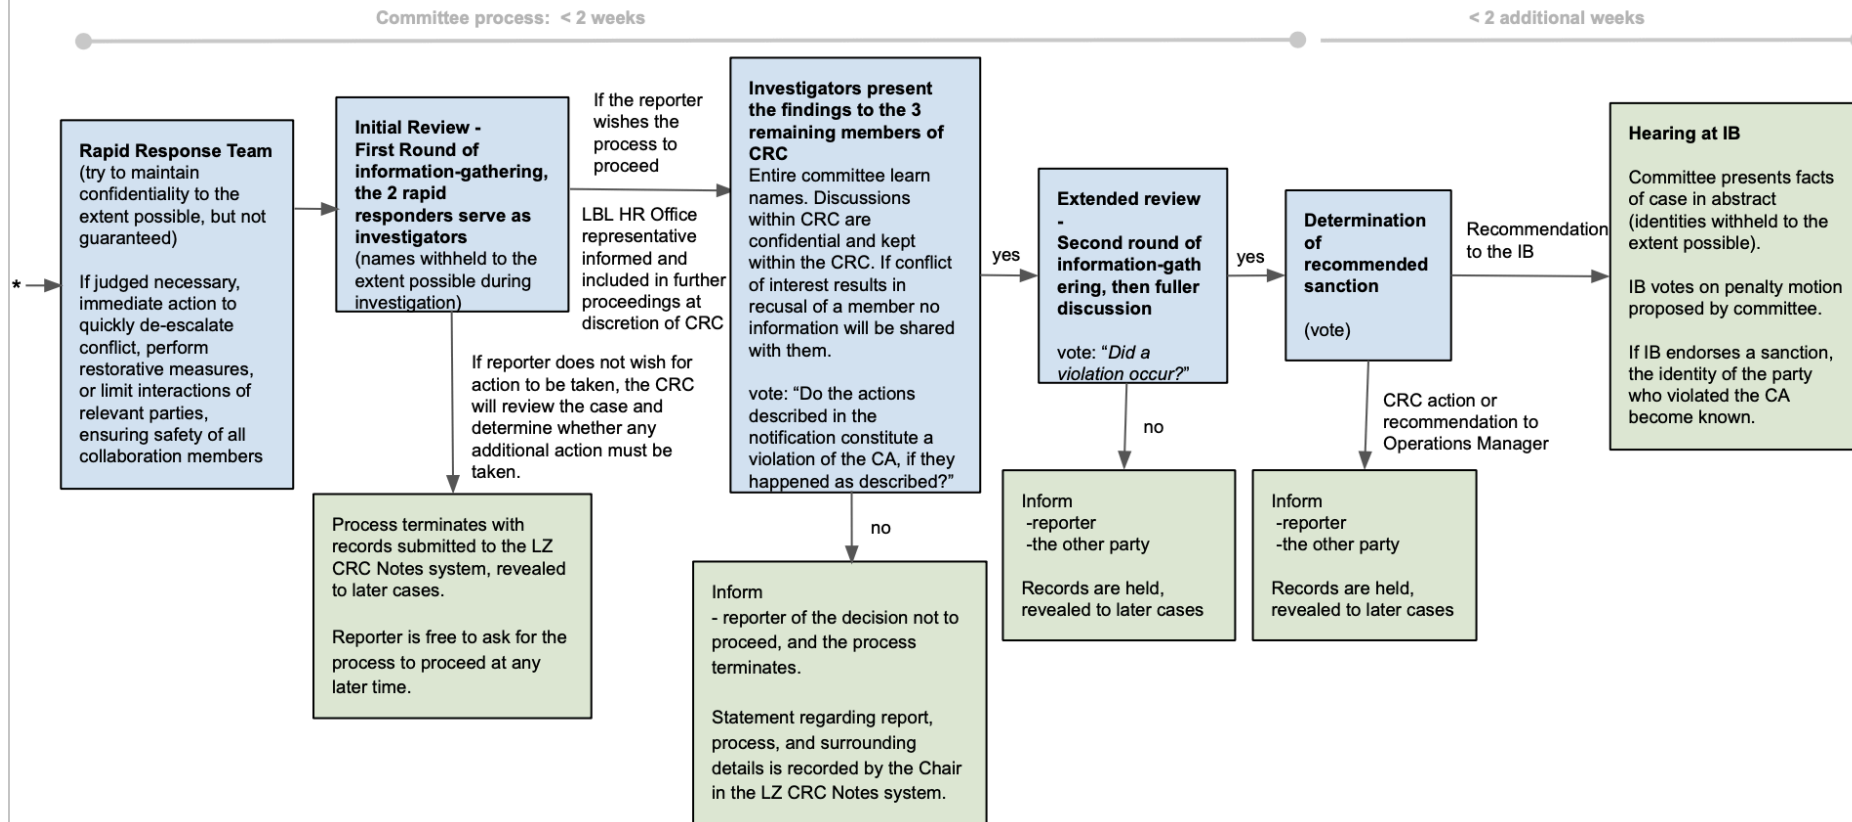 Committee process:  < 2 weeks
< 2 additional weeks
*
Rapid Response Team
(try to maintain
confidentiality to the
extent possible, but not
guaranteed)
If judged necessary,
immediate action to
quickly de-escalate
conflict, perform
restorative measures,
or limit interactions of
relevant parties,
ensuring safety of all
collaboration members
Initial Review -
First Round of
information-gathering,
the 2 rapid
responders serve as
investigators
(names withheld to the
extent possible during
investigation)
If the reporter
wishes the
process to
proceed
LBL HR Office
representative
informed and
included in further
proceedings at
discretion of CRC
If reporter does not wish for
action to be taken, the CRC
will review the case and
determine whether any
additional action must be
taken.
Process terminates with
records submitted to the LZ
CRC Notes system, revealed
to later cases.
Reporter is free to ask for the
process to proceed at any
later time.
Investigators present
the findings to the 3
remaining members of
CRC
Entire committee learn
names. Discussions
within CRC are
confidential and kept
within the CRC. If conflict
of interest results in
recusal of a member no
information will be shared
with them.
vote: “Do the actions
described in the
notification constitute a
violation of the CA, if they
happened as described?”
no
Inform
- reporter of the decision not to
proceed, and the process
terminates.
Statement regarding report,
process, and surrounding
details is recorded by the Chair
in the LZ CRC Notes system.
yes
Extended review
-
Second round of
information-gath
ering, then fuller
discussion
vote: “Did a
violation occur?”
no
Inform
-reporter
-the other party
Records are held,
revealed to later cases
yes
Determination
of
recommended
sanction
(vote)
CRC action or
recommendation to
Operations Manager
Inform
-reporter
-the other party
Records are held,
revealed to later cases
Recommendation
to the IB
Hearing at IB
Committee presents facts
of case in abstract
(identities withheld to the
extent possible).
IB votes on penalty motion
proposed by committee.
If IB endorses a sanction,
the identity of the party
who violated the CA
become known.